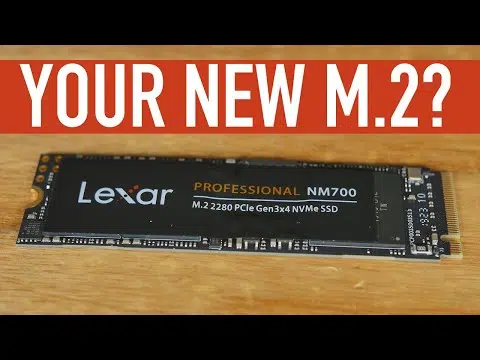 YOUR NEW M.2?
Lexar
PROFESSIONAL NM700
M.2 2280 PCIe Gen3x4 NVMe SSD